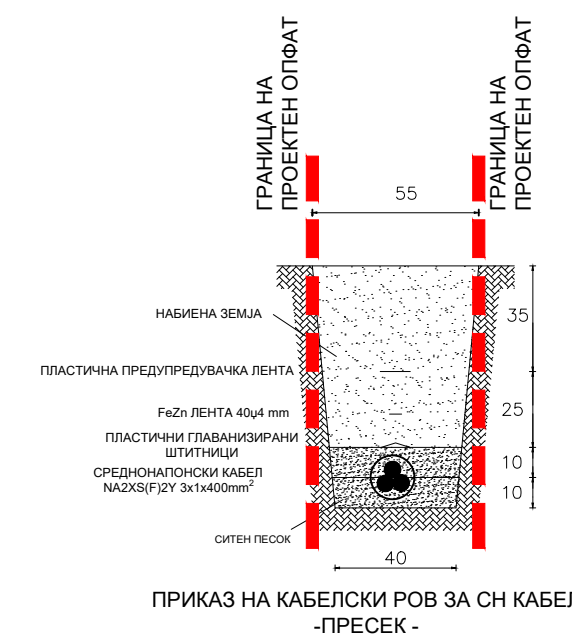 ГРАНИЦА НА
ПРОЕКТЕН ОПФАТ
ГРАНИЦА НА
ПРОЕКТЕН ОПФАТ
55
НАБИЕНА ЗЕМЈА
35
ПЛАСТИЧНА ПРЕДУПРЕДУВАЧКА ЛЕНТА
FeZn ЛЕНТА 40џ4 mm
25
ПЛАСТИЧНИ ГЛАВАНИЗИРАНИ
ШТИТНИЦИ
10
СРЕДНОНАПОНСКИ КАБЕЛ
NA2XS(F)2Y 3x1x400mm²
10
СИТЕН ПЕСОК
40
ПРИКАЗ НА КАБЕЛСКИ РОВ ЗА СН КАБЕЛ
-ПРЕСЕК -